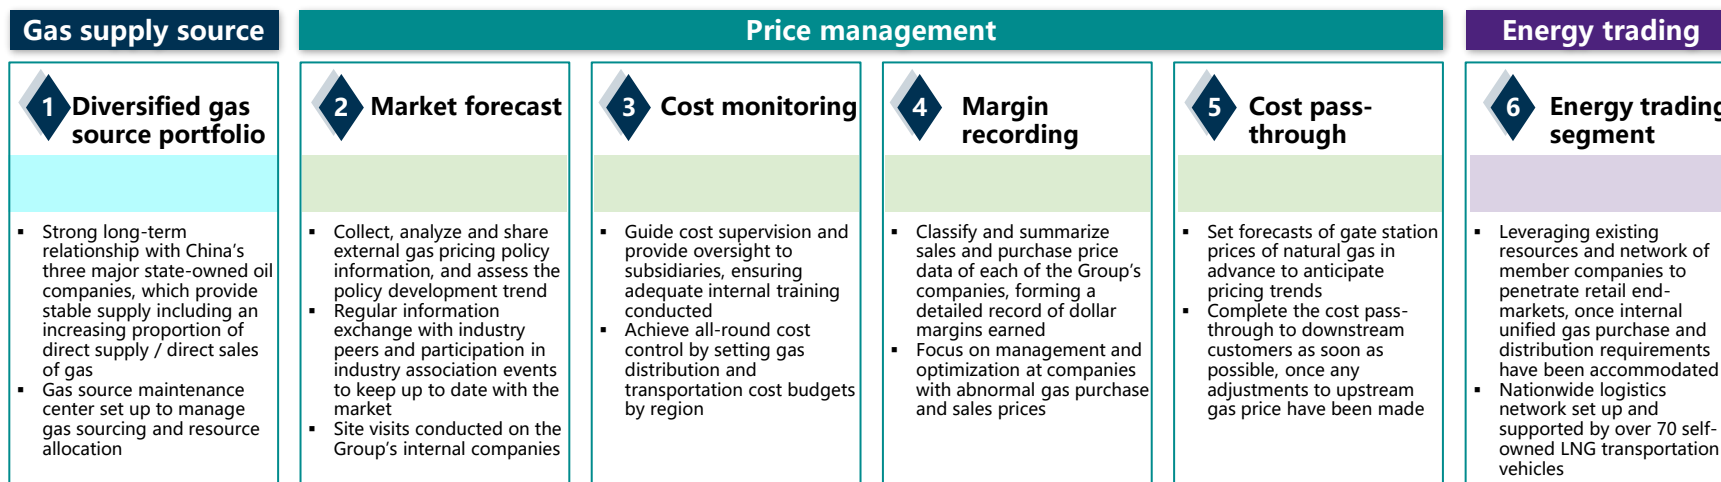 Gas supply source
Price management
Energy trading
1
Diversified gas
source portfolio
▪ Strong long-term
relationship with China's
three major state-owned oil
companies, which provide
stable supply including an
increasing proportion of
direct supply / direct sales
of gas
▪ Gas source maintenance
center set up to manage
gas sourcing and resource
allocation
2
Market forecast
▪ Collect, analyze and share
external gas pricing policy
information, and assess the
policy development trend
▪ Regular information
exchange with industry
peers and participation in
industry association events
to keep up to date with the
market
▪ Site visits conducted on the
Group's internal companies
3
Cost monitoring
▪ Guide cost supervision and
provide oversight to
subsidiaries, ensuring
adequate internal training
conducted
▪ Achieve all-round cost
control by setting gas
distribution and
transportation cost budgets
by region
4
Margin
recording
▪ Classify and summarize
sales and purchase price
data of each of the Group's
companies, forming a
detailed record of dollar
margins earned
▪ Focus on management and
optimization at companies
with abnormal gas purchase
and sales prices
5
Cost pass-
through
▪ Set forecasts of gate station
prices of natural gas in
advance to anticipate
pricing trends
▪ Complete the cost pass-
through to downstream
customers as soon as
possible, once any
adjustments to upstream
gas price have been made
6
Energy trading
segment
▪ Leveraging existing
resources and network of
member companies to
penetrate retail end-
markets, once internal
unified gas purchase and
distribution requirements
have been accommodated
▪ Nationwide logistics
network set up and
supported by over 70 self-
owned LNG transportation
vehicles